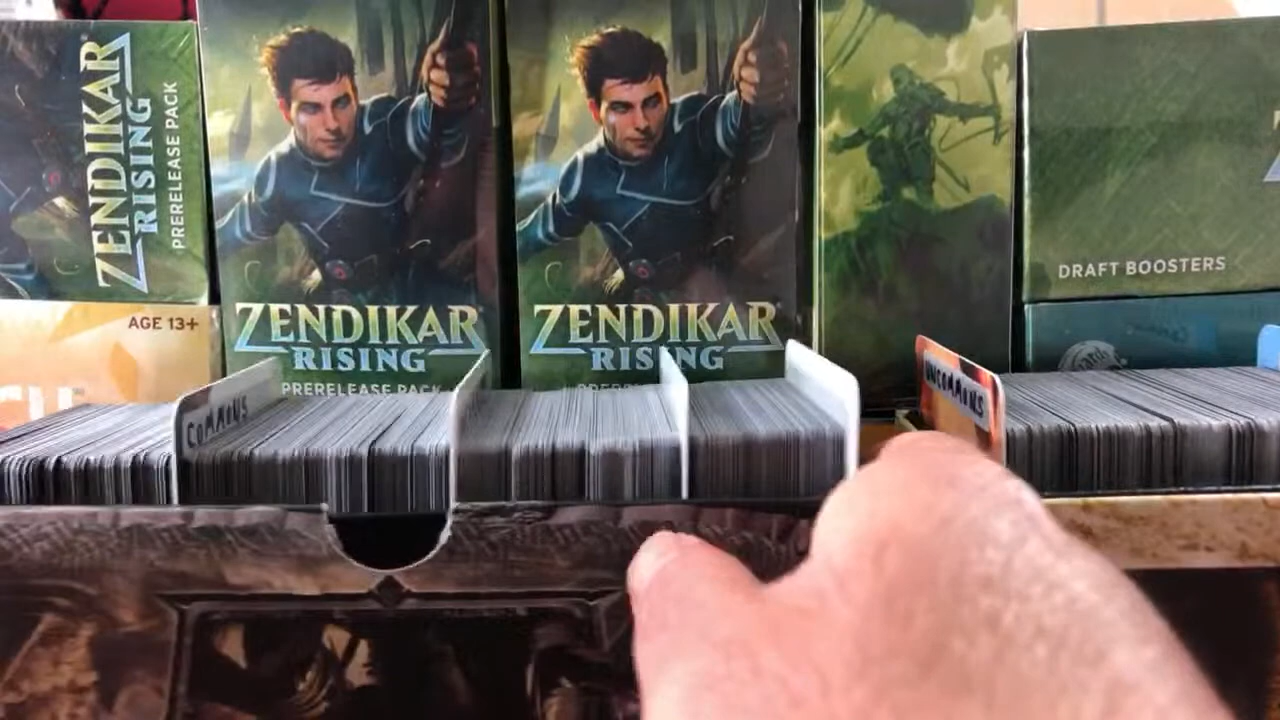 ZENDIKAR
RISING
PRERELEASE PACK
AGE 13+
ZENDIKAR
RISING
PRERELEASE PACK
ZENDIKAR
RISING
DRAFT BOOSTERS
COMMONS
UNCOMMONS